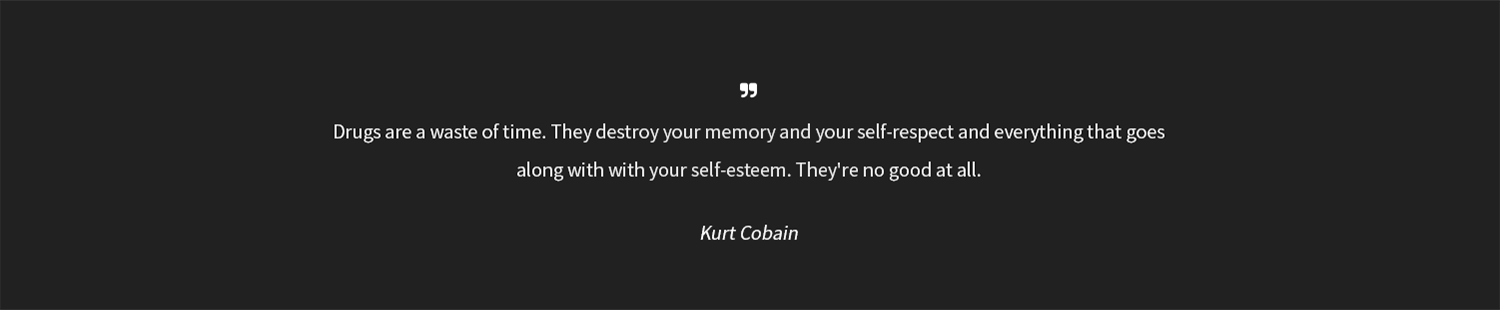 ”
Drugs are a waste of time. They destroy your memory and your self-respect and everything that goes
along with with your self-esteem. They're no good at all.
Kurt Cobain